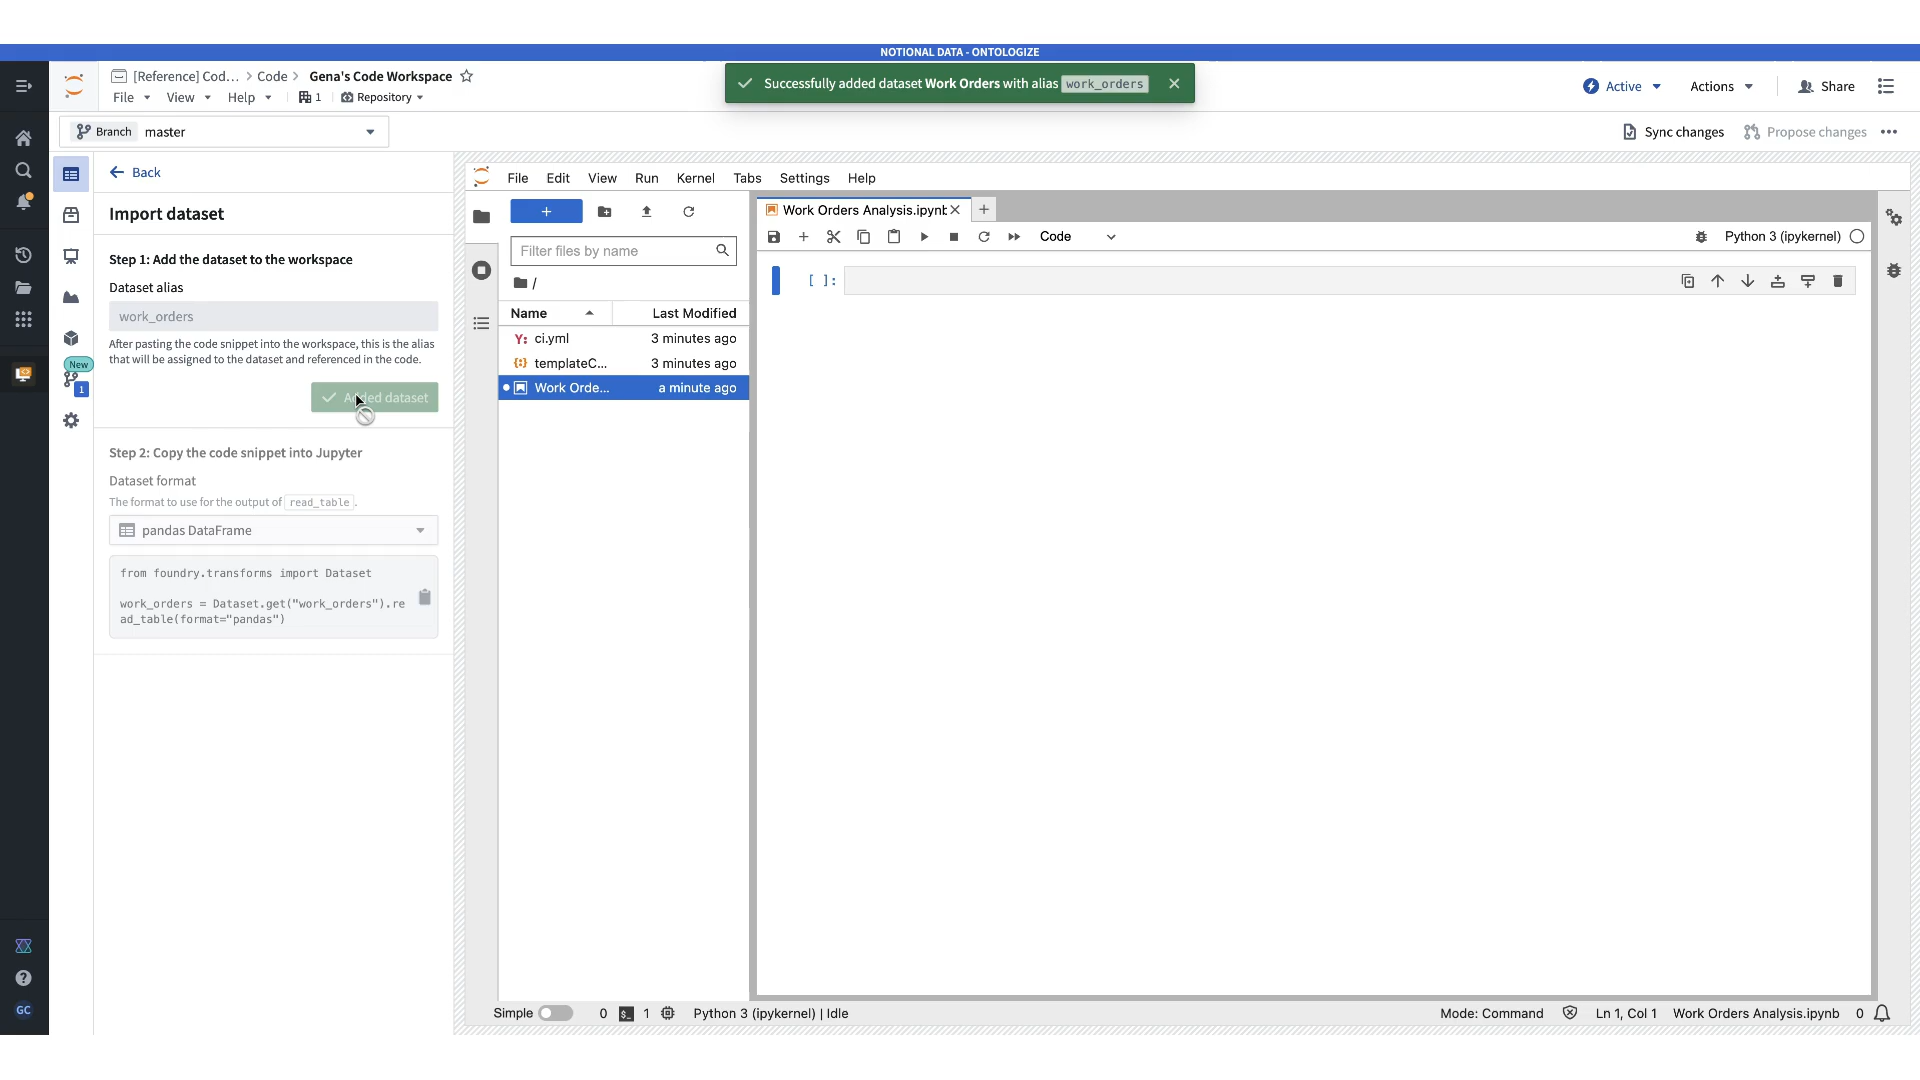 NOTIONAL DATA - ONTOLOGIZE
[Reference] Cod... > Code > Gena's Code Workspace
File View Help 1 Repository
Successfully added dataset Work Orders with alias work_orders
Active Actions Share
Branch master
Sync changes Propose changes
Back
Import dataset
Step 1: Add the dataset to the workspace
Dataset alias
work_orders
After pasting the code snippet into the workspace, this is the alias
that will be assigned to the dataset and referenced in the code.
New
1
Added dataset
Step 2: Copy the code snippet into Jupyter
Dataset format
The format to use for the output of read_table.
pandas DataFrame
from foundry.transforms import Dataset
work_orders = Dataset.get("work_orders").re
ad_table(format="pandas")
GC
File Edit View Run Kernel Tabs Settings Help
Filter files by name
/
Name Last Modified
Y: ci.yml 3 minutes ago
templateC... 3 minutes ago
Work Orde... a minute ago
Work Orders Analysis.ipynb
Code
Python 3 (ipykernel)
[ ]:
Simple 0 $_ 1 Python 3 (ipykernel) | Idle
Mode: Command Ln 1, Col 1 Work Orders Analysis.ipynb 0